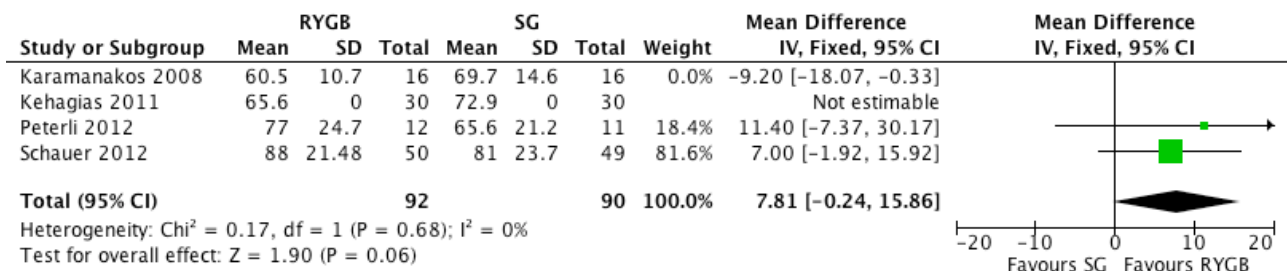 RYGB SG Mean Difference Mean Difference
Study or Subgroup Mean SD Total Mean SD Total Weight IV, Fixed, 95% CI IV, Fixed, 95% CI
Karamanakos 2008 60.5 10.7 16 69.7 14.6 16 0.0% -9.20 [-18.07, -0.33]
Kehagias 2011 65.6 0 30 72.9 0 30 Not estimable
Peterli 2012 77 24.7 12 65.6 21.2 11 18.4% 11.40 [-7.37, 30.17]
Schauer 2012 88 21.48 50 81 23.7 49 81.6% 7.00 [-1.92, 15.92]
Total (95% CI) 92 90 100.0% 7.81 [-0.24, 15.86]
Heterogeneity: Chi² = 0.17, df = 1 (P = 0.68); I² = 0%
Test for overall effect: Z = 1.90 (P = 0.06)
-20 -10 0 10 20
Favours SG Favours RYGB